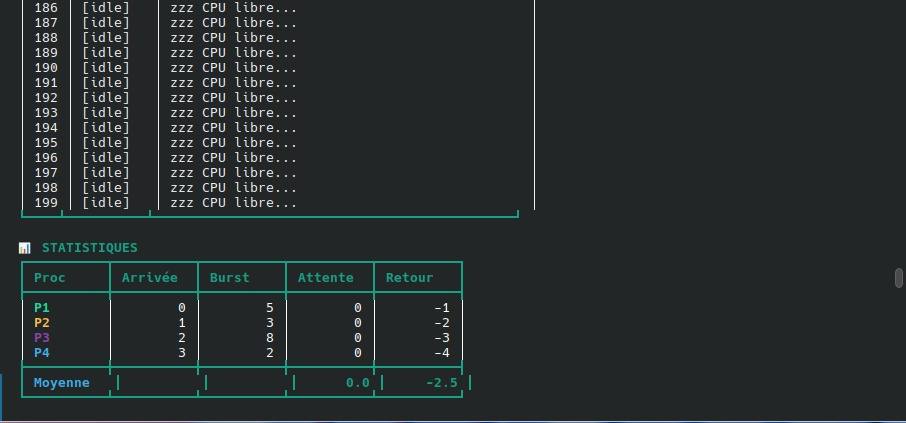 186 [idle] zzz CPU libre...
187 [idle] zzz CPU libre...
188 [idle] zzz CPU libre...
189 [idle] zzz CPU libre...
190 [idle] zzz CPU libre...
191 [idle] zzz CPU libre...
192 [idle] zzz CPU libre...
193 [idle] zzz CPU libre...
194 [idle] zzz CPU libre...
195 [idle] zzz CPU libre...
196 [idle] zzz CPU libre...
197 [idle] zzz CPU libre...
198 [idle] zzz CPU libre...
199 [idle] zzz CPU libre...
STATISTIQUES
Proc Arrivée Burst Attente Retour
P1 0 5 0 -1
P2 1 3 0 -2
P3 2 8 0 -3
P4 3 2 0 -4
Moyenne 0.0 -2.5